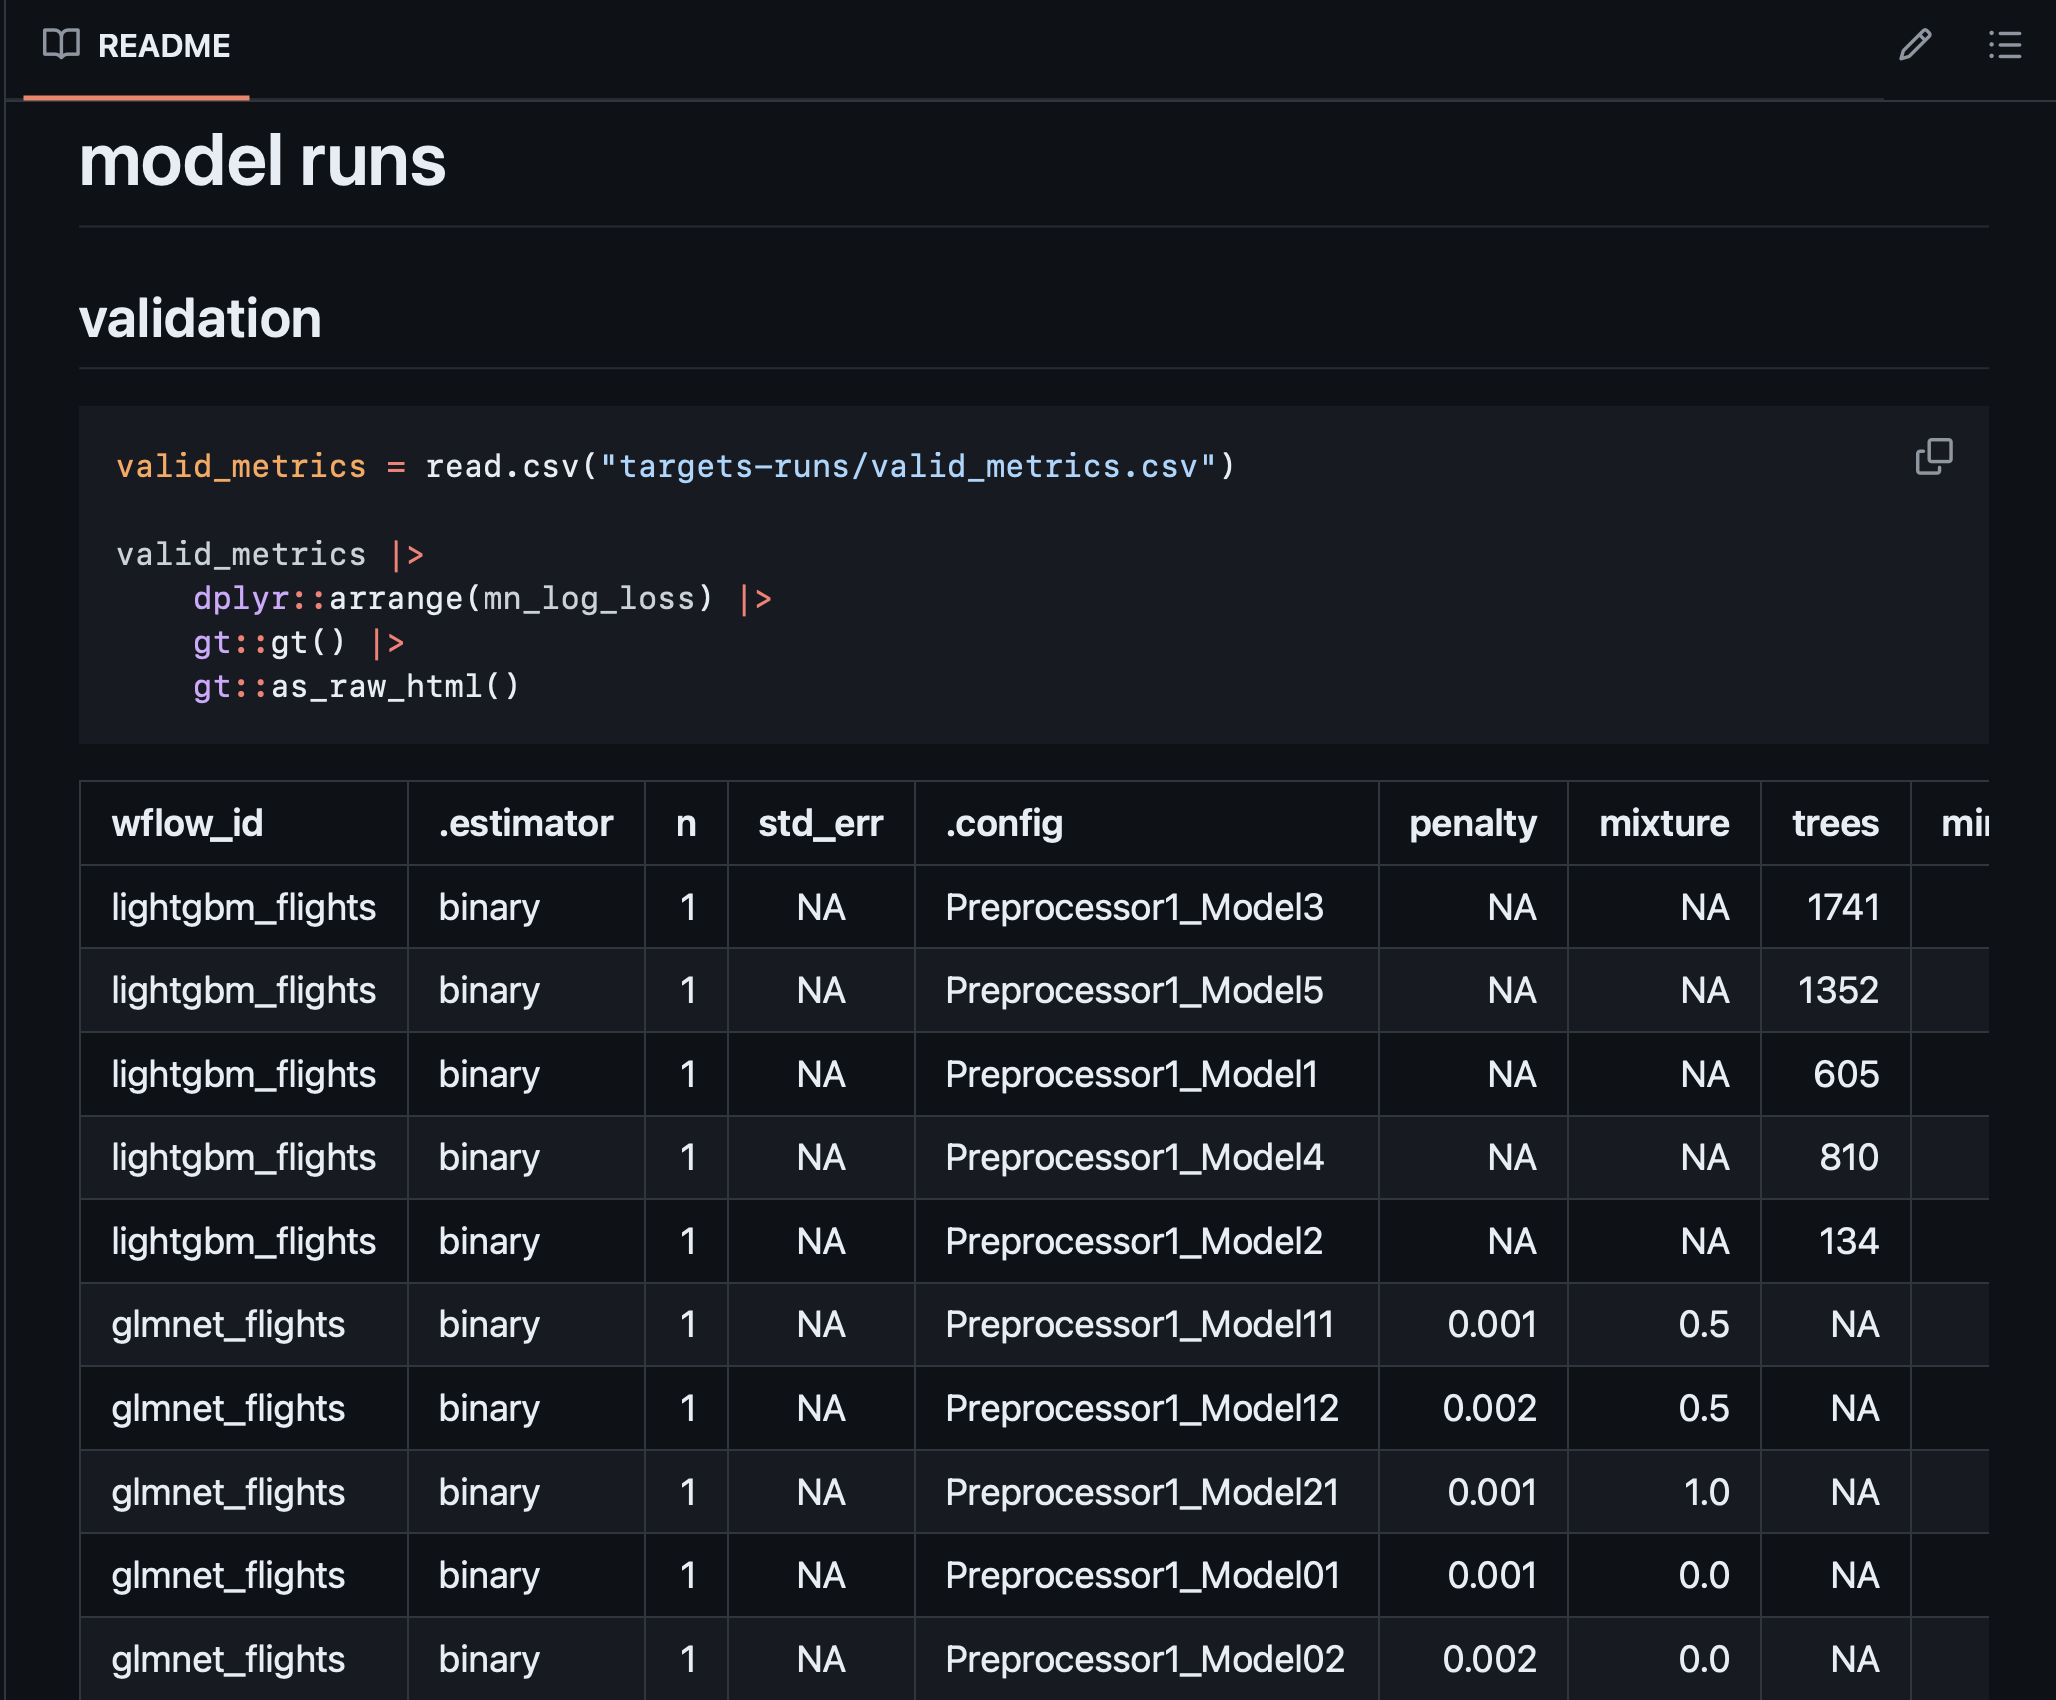 README
model runs
validation
valid_metrics = read.csv("targets-runs/valid_metrics.csv")
valid_metrics |>
    dplyr::arrange(mn_log_loss) |>
    gt::gt() |>
    gt::as_raw_html()
wflow_id .estimator n std_err .config penalty mixture trees
lightgbm_flights binary 1 NA Preprocessor1_Model3 NA NA 1741
lightgbm_flights binary 1 NA Preprocessor1_Model5 NA NA 1352
lightgbm_flights binary 1 NA Preprocessor1_Model1 NA NA 605
lightgbm_flights binary 1 NA Preprocessor1_Model4 NA NA 810
lightgbm_flights binary 1 NA Preprocessor1_Model2 NA NA 134
glmnet_flights binary 1 NA Preprocessor1_Model11 0.001 0.5 NA
glmnet_flights binary 1 NA Preprocessor1_Model12 0.002 0.5 NA
glmnet_flights binary 1 NA Preprocessor1_Model21 0.001 1.0 NA
glmnet_flights binary 1 NA Preprocessor1_Model01 0.001 0.0 NA
glmnet_flights binary 1 NA Preprocessor1_Model02 0.002 0.0 NA